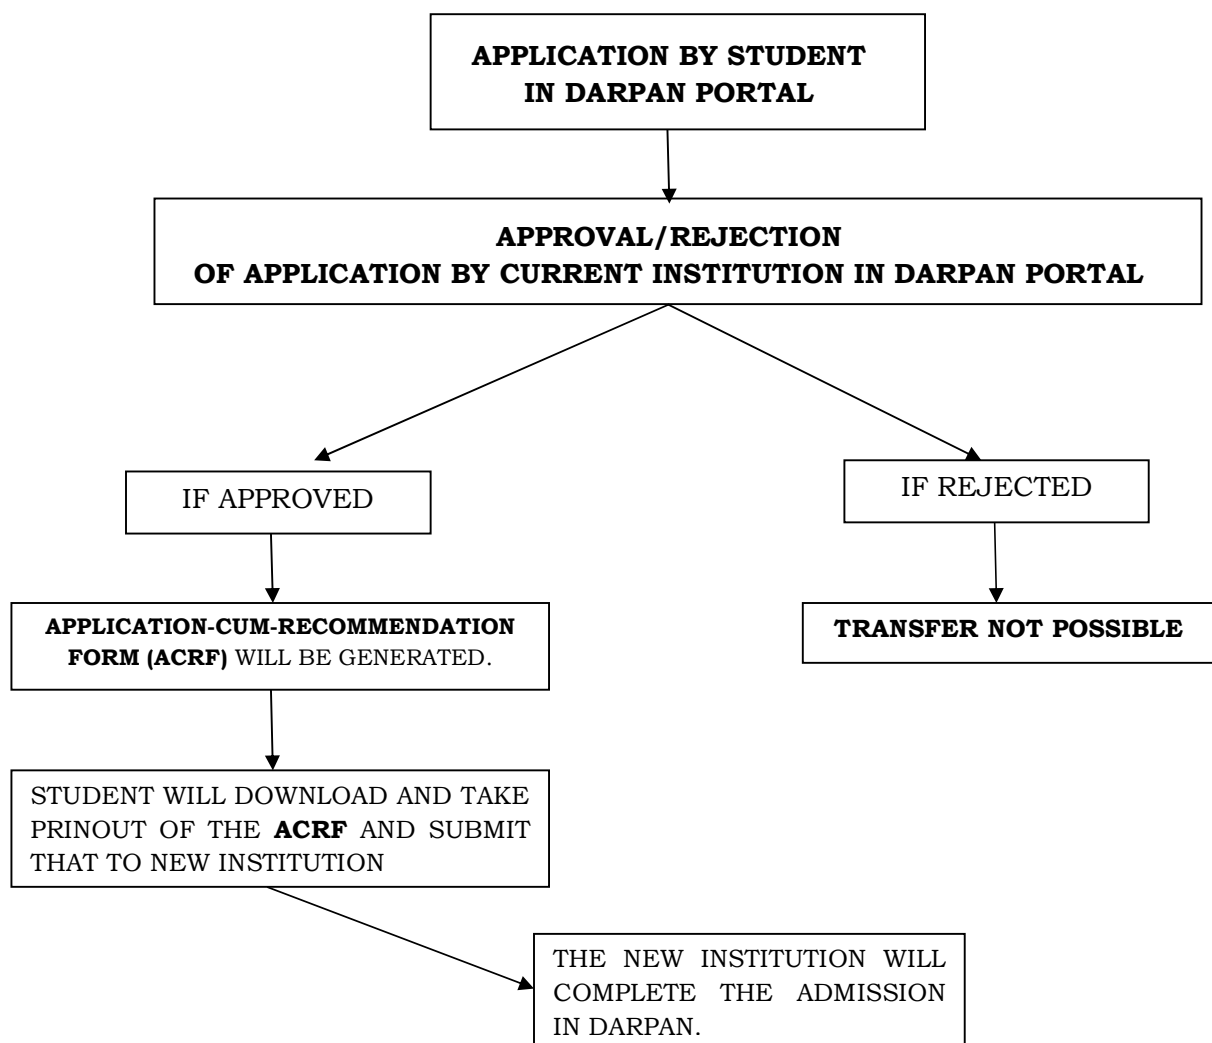 APPLICATION BY STUDENT
IN DARPAN PORTAL
APPROVAL/REJECTION
OF APPLICATION BY CURRENT INSTITUTION IN DARPAN PORTAL
IF APPROVED
IF REJECTED
APPLICATION-CUM-RECOMMENDATION
FORM (ACRF) WILL BE GENERATED.
TRANSFER NOT POSSIBLE
STUDENT WILL DOWNLOAD AND TAKE
PRINOUT OF THE ACRF AND SUBMIT
THAT TO NEW INSTITUTION
THE NEW INSTITUTION WILL
COMPLETE THE ADMISSION
IN DARPAN.